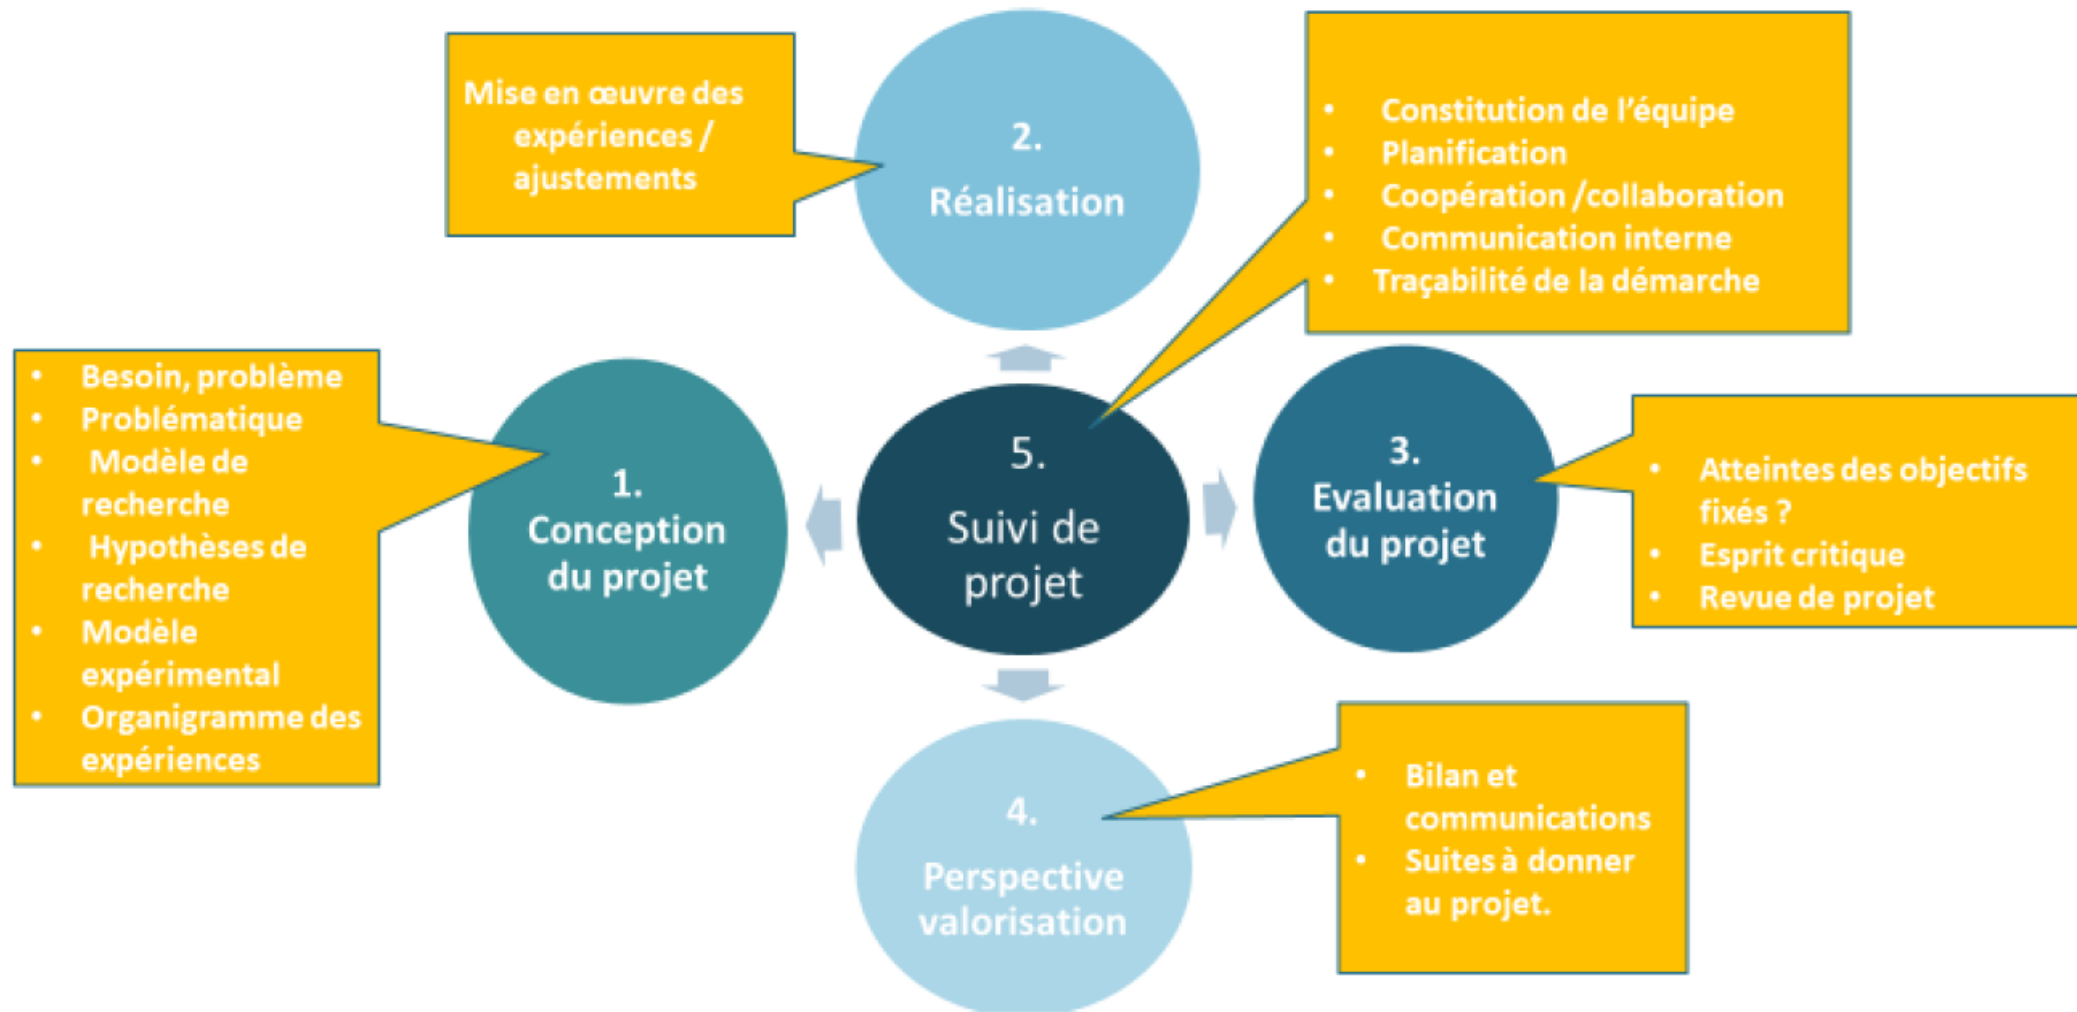 Mise en œuvre des
expériences /
ajustements
2.
Réalisation
• Constitution de l'équipe
• Planification
• Coopération /collaboration
• Communication interne
• Traçabilité de la démarche
• Besoin, problème
• Problématique
• Modèle de
recherche
• Hypothèses de
recherche
• Modèle
expérimental
• Organigramme des
expériences
1.
Conception
du projet
5.
Suivi de
projet
3.
Evaluation
du projet
• Atteintes des objectifs
fixés ?
• Esprit critique
• Revue de projet
4.
Perspective
valorisation
• Bilan et
communications
• Suites à donner
au projet.